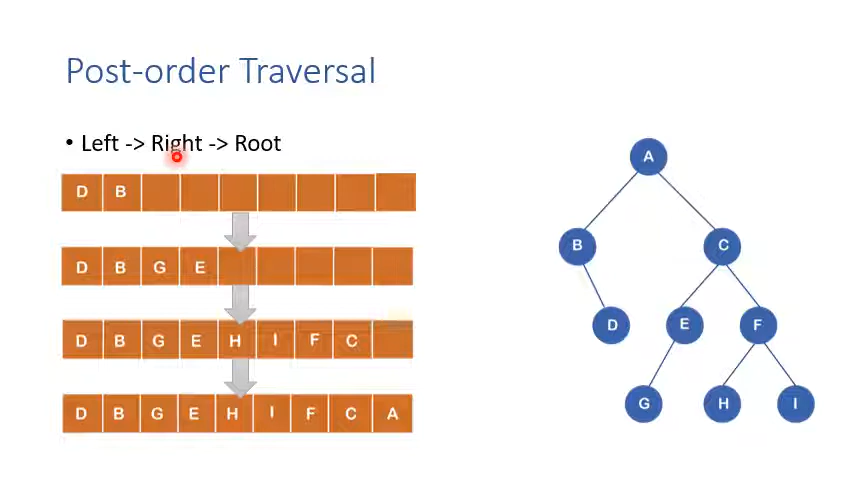 Post-order Traversal
• Left -> Right -> Root
D B
D B G E
D B G E H I F C
D B G E H I F C A
A
B C
D E F
G H I